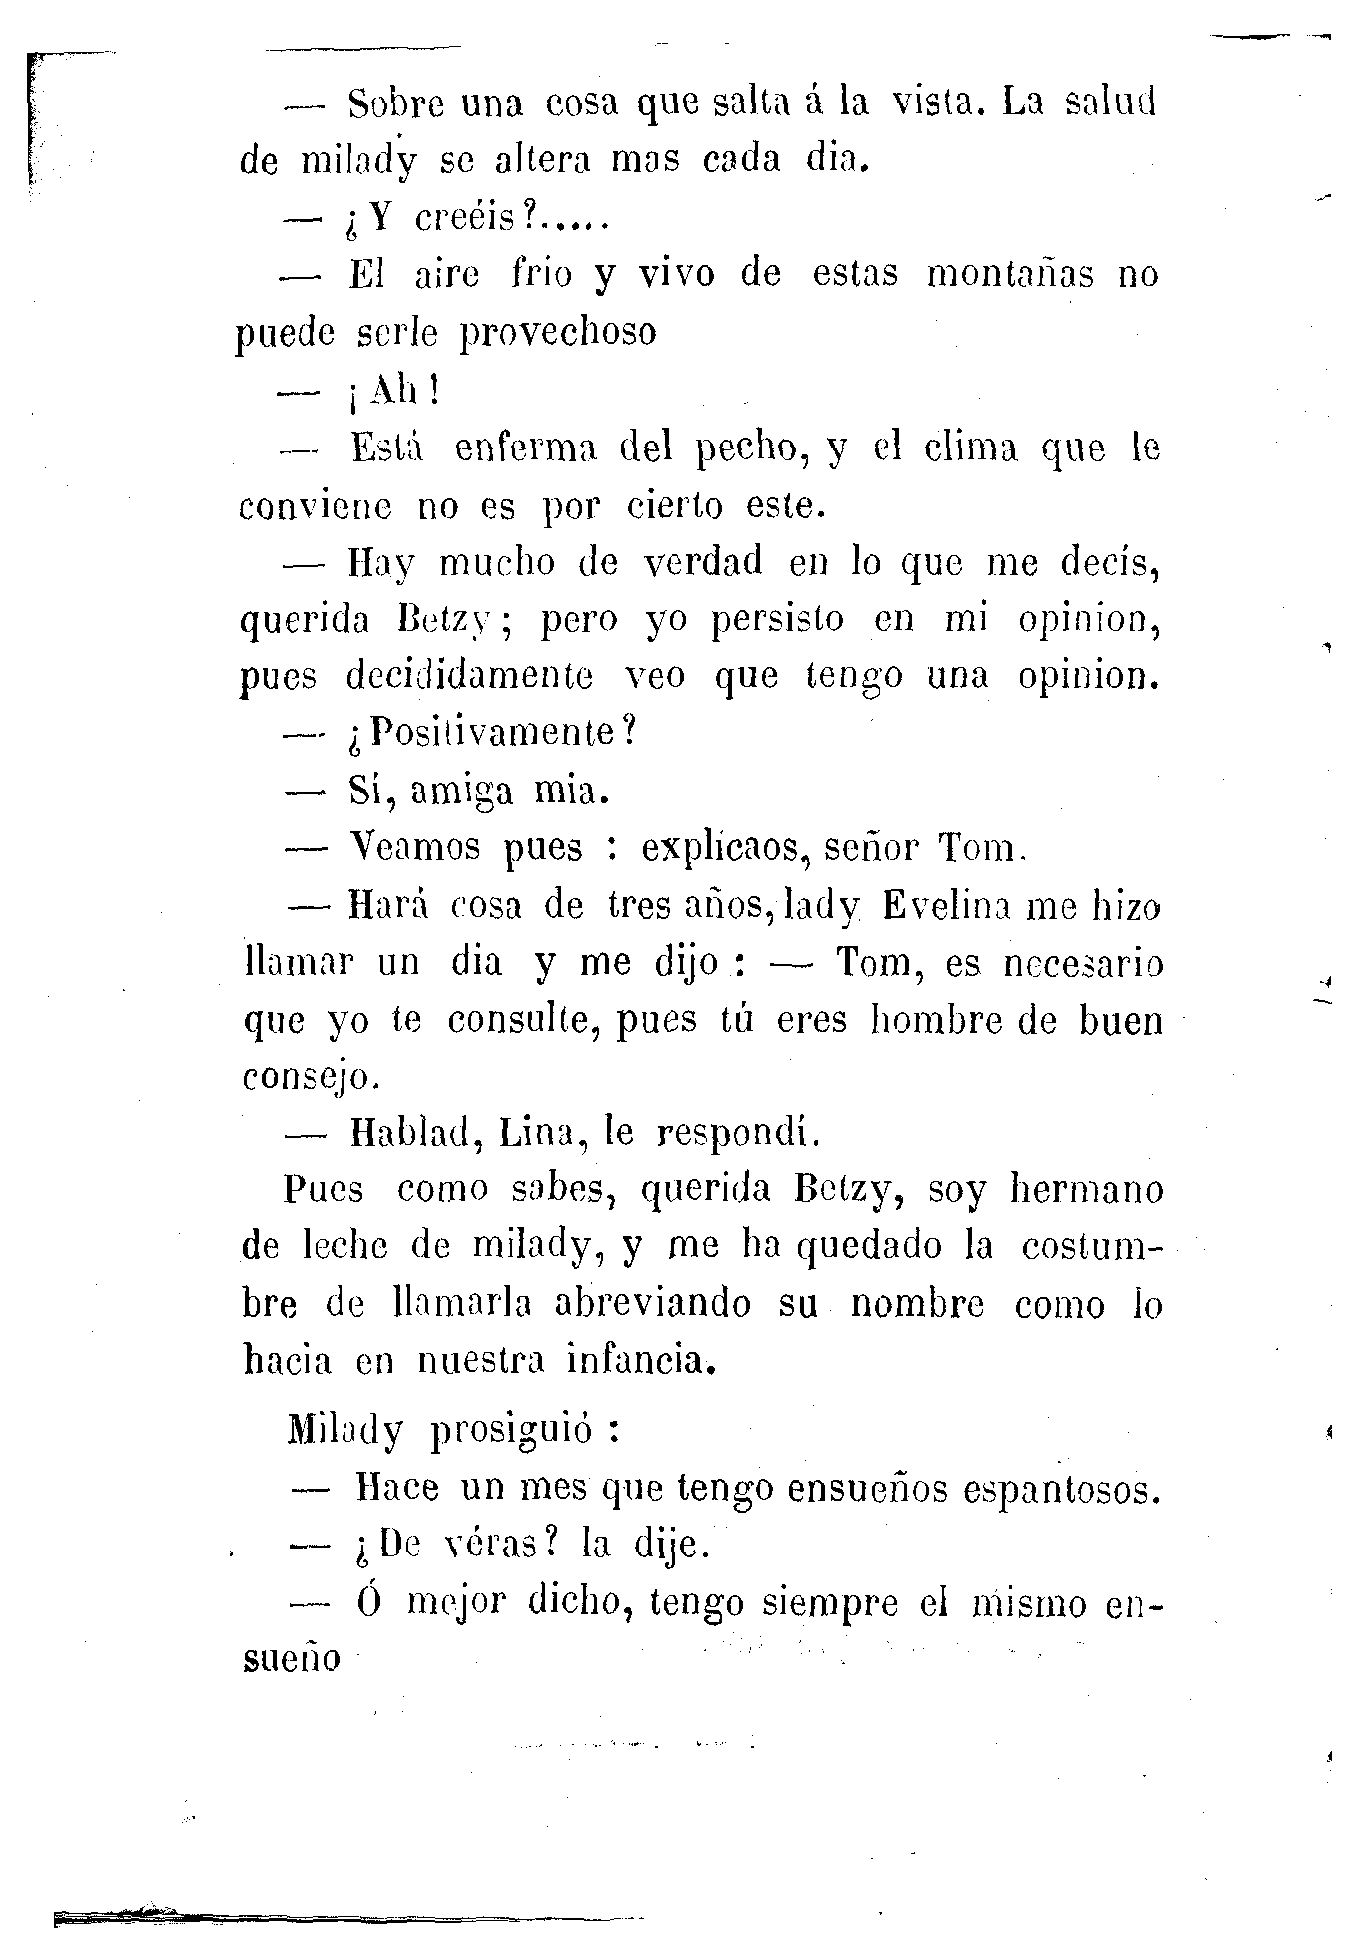 — Sobre una cosa que salta á la vista. La salud
de milady se altera mas cada dia.
— ¿Y creéis?.....
— El aire frio y vivo de estas montañas no
puede serle provechoso
— ¡Ah!
— Está enferma del pecho, y el clima que le
conviene no es por cierto este.
— Hay mucho de verdad en lo que me decís,
querida Betzy; pero yo persisto en mi opinion,
pues decididamente veo que tengo una opinion.
— ¿Positivamente?
— Sí, amiga mia.
— Veamos pues : explicaos, señor Tom.
— Hará cosa de tres años, lady Evelina me hizo
llamar un dia y me dijo : — Tom, es necesario
que yo te consulte, pues tú eres hombre de buen
consejo.
— Hablad, Lina, le respondí.
Pues como sabes, querida Betzy, soy hermano
de leche de milady, y me ha quedado la costum-
bre de llamarla abreviando su nombre como lo
hacia en nuestra infancia.
Milady prosiguió :
— Hace un mes que tengo ensueños espantosos.
— ¿De véras? la dije.
— Ó mejor dicho, tengo siempre el mismo en-
sueño